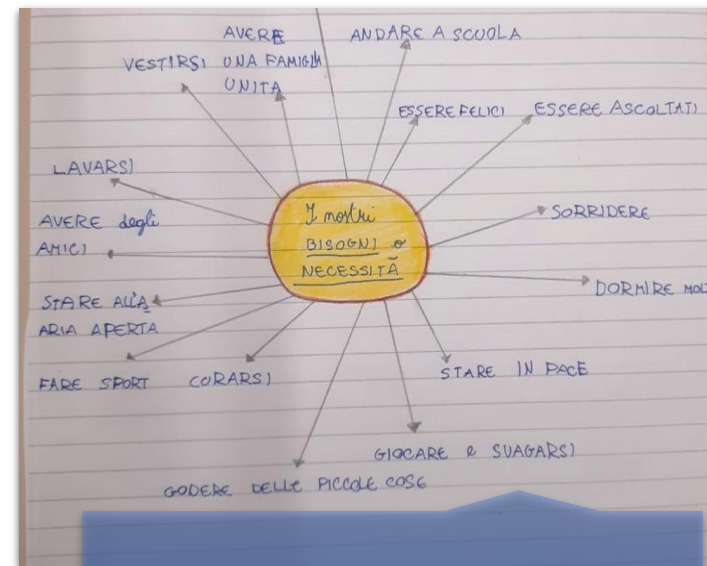 I nostri
BISOGNI o
NECESSITÀ
AVERE
UNA FAMIGLIA
UNITA
ANDARE A SCUOLA
ESSERE FELICI
ESSERE ASCOLTATI
SORRIDERE
DORMIRE MOL
STARE IN PACE
GIOCARE e SVAGARSI
GODERE DELLE PICCOLE COSE
CURARSI
FARE SPORT
STARE ALL'A
ARIA APERTA
AVERE degli
AMICI
LAVARSI
VESTIRSI